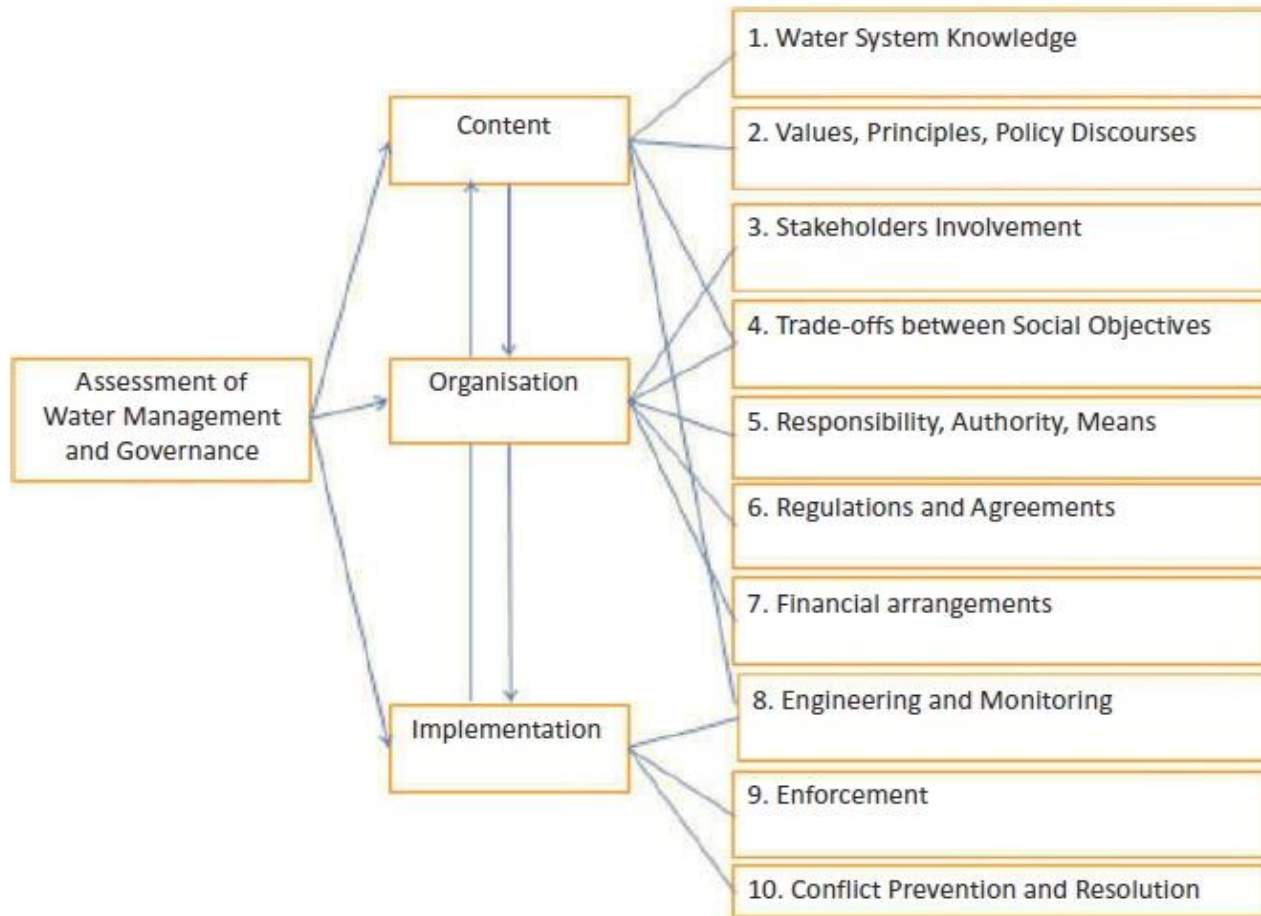 Assessment of
Water Management
and Governance
Content
Organisation
Implementation
1. Water System Knowledge
2. Values, Principles, Policy Discourses
3. Stakeholders Involvement
4. Trade-offs between Social Objectives
5. Responsibility, Authority, Means
6. Regulations and Agreements
7. Financial arrangements
8. Engineering and Monitoring
9. Enforcement
10. Conflict Prevention and Resolution